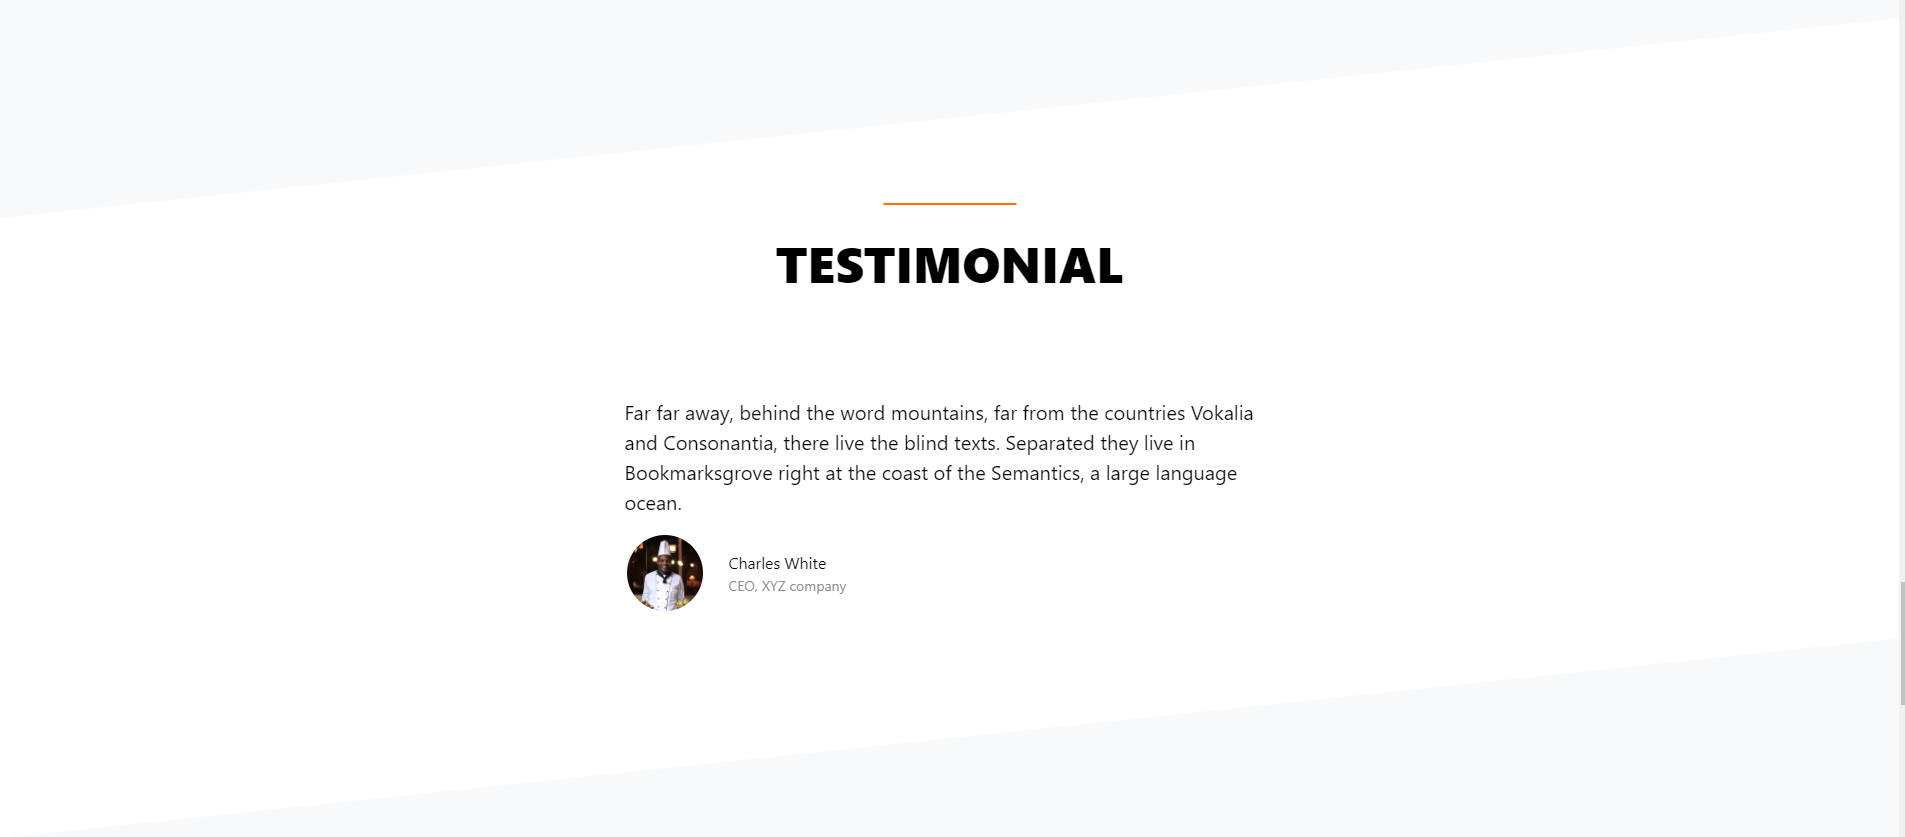 TESTIMONIAL
Far far away, behind the word mountains, far from the countries Vokalia
and Consonantia, there live the blind texts. Separated they live in
Bookmarksgrove right at the coast of the Semantics, a large language
ocean.
Charles White
CEO, XYZ company